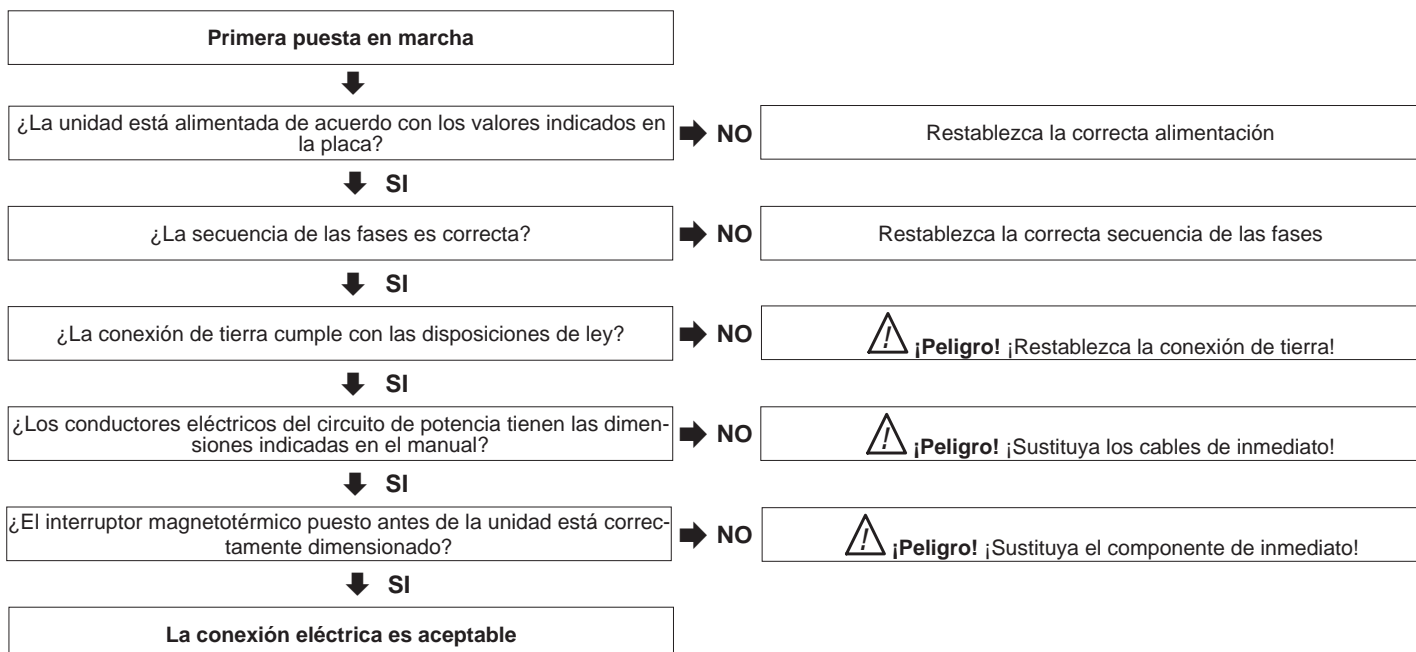 Primera puesta en marcha
¿La unidad está alimentada de acuerdo con los valores indicados en
la placa?
NO
Restablezca la correcta alimentación
SI
¿La secuencia de las fases es correcta?
NO
Restablezca la correcta secuencia de las fases
SI
¿La conexión de tierra cumple con las disposiciones de ley?
NO
¡Peligro! ¡Restablezca la conexión de tierra!
SI
¿Los conductores eléctricos del circuito de potencia tienen las dimen-
siones indicadas en el manual?
NO
¡Peligro! ¡Sustituya los cables de inmediato!
SI
¿El interruptor magnetotérmico puesto antes de la unidad está correc-
tamente dimensionado?
NO
¡Peligro! ¡Sustituya el componente de inmediato!
SI
La conexión eléctrica es aceptable